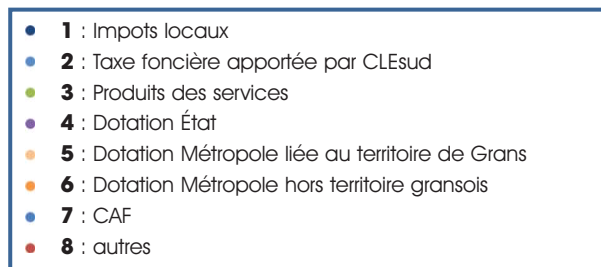 1 : Impots locaux
2 : Taxe foncière apportée par CLEsud
3 : Produits des services
4 : Dotation État
5 : Dotation Métropole liée au territoire de Grans
6 : Dotation Métropole hors territoire gransois
7 : CAF
8 : autres